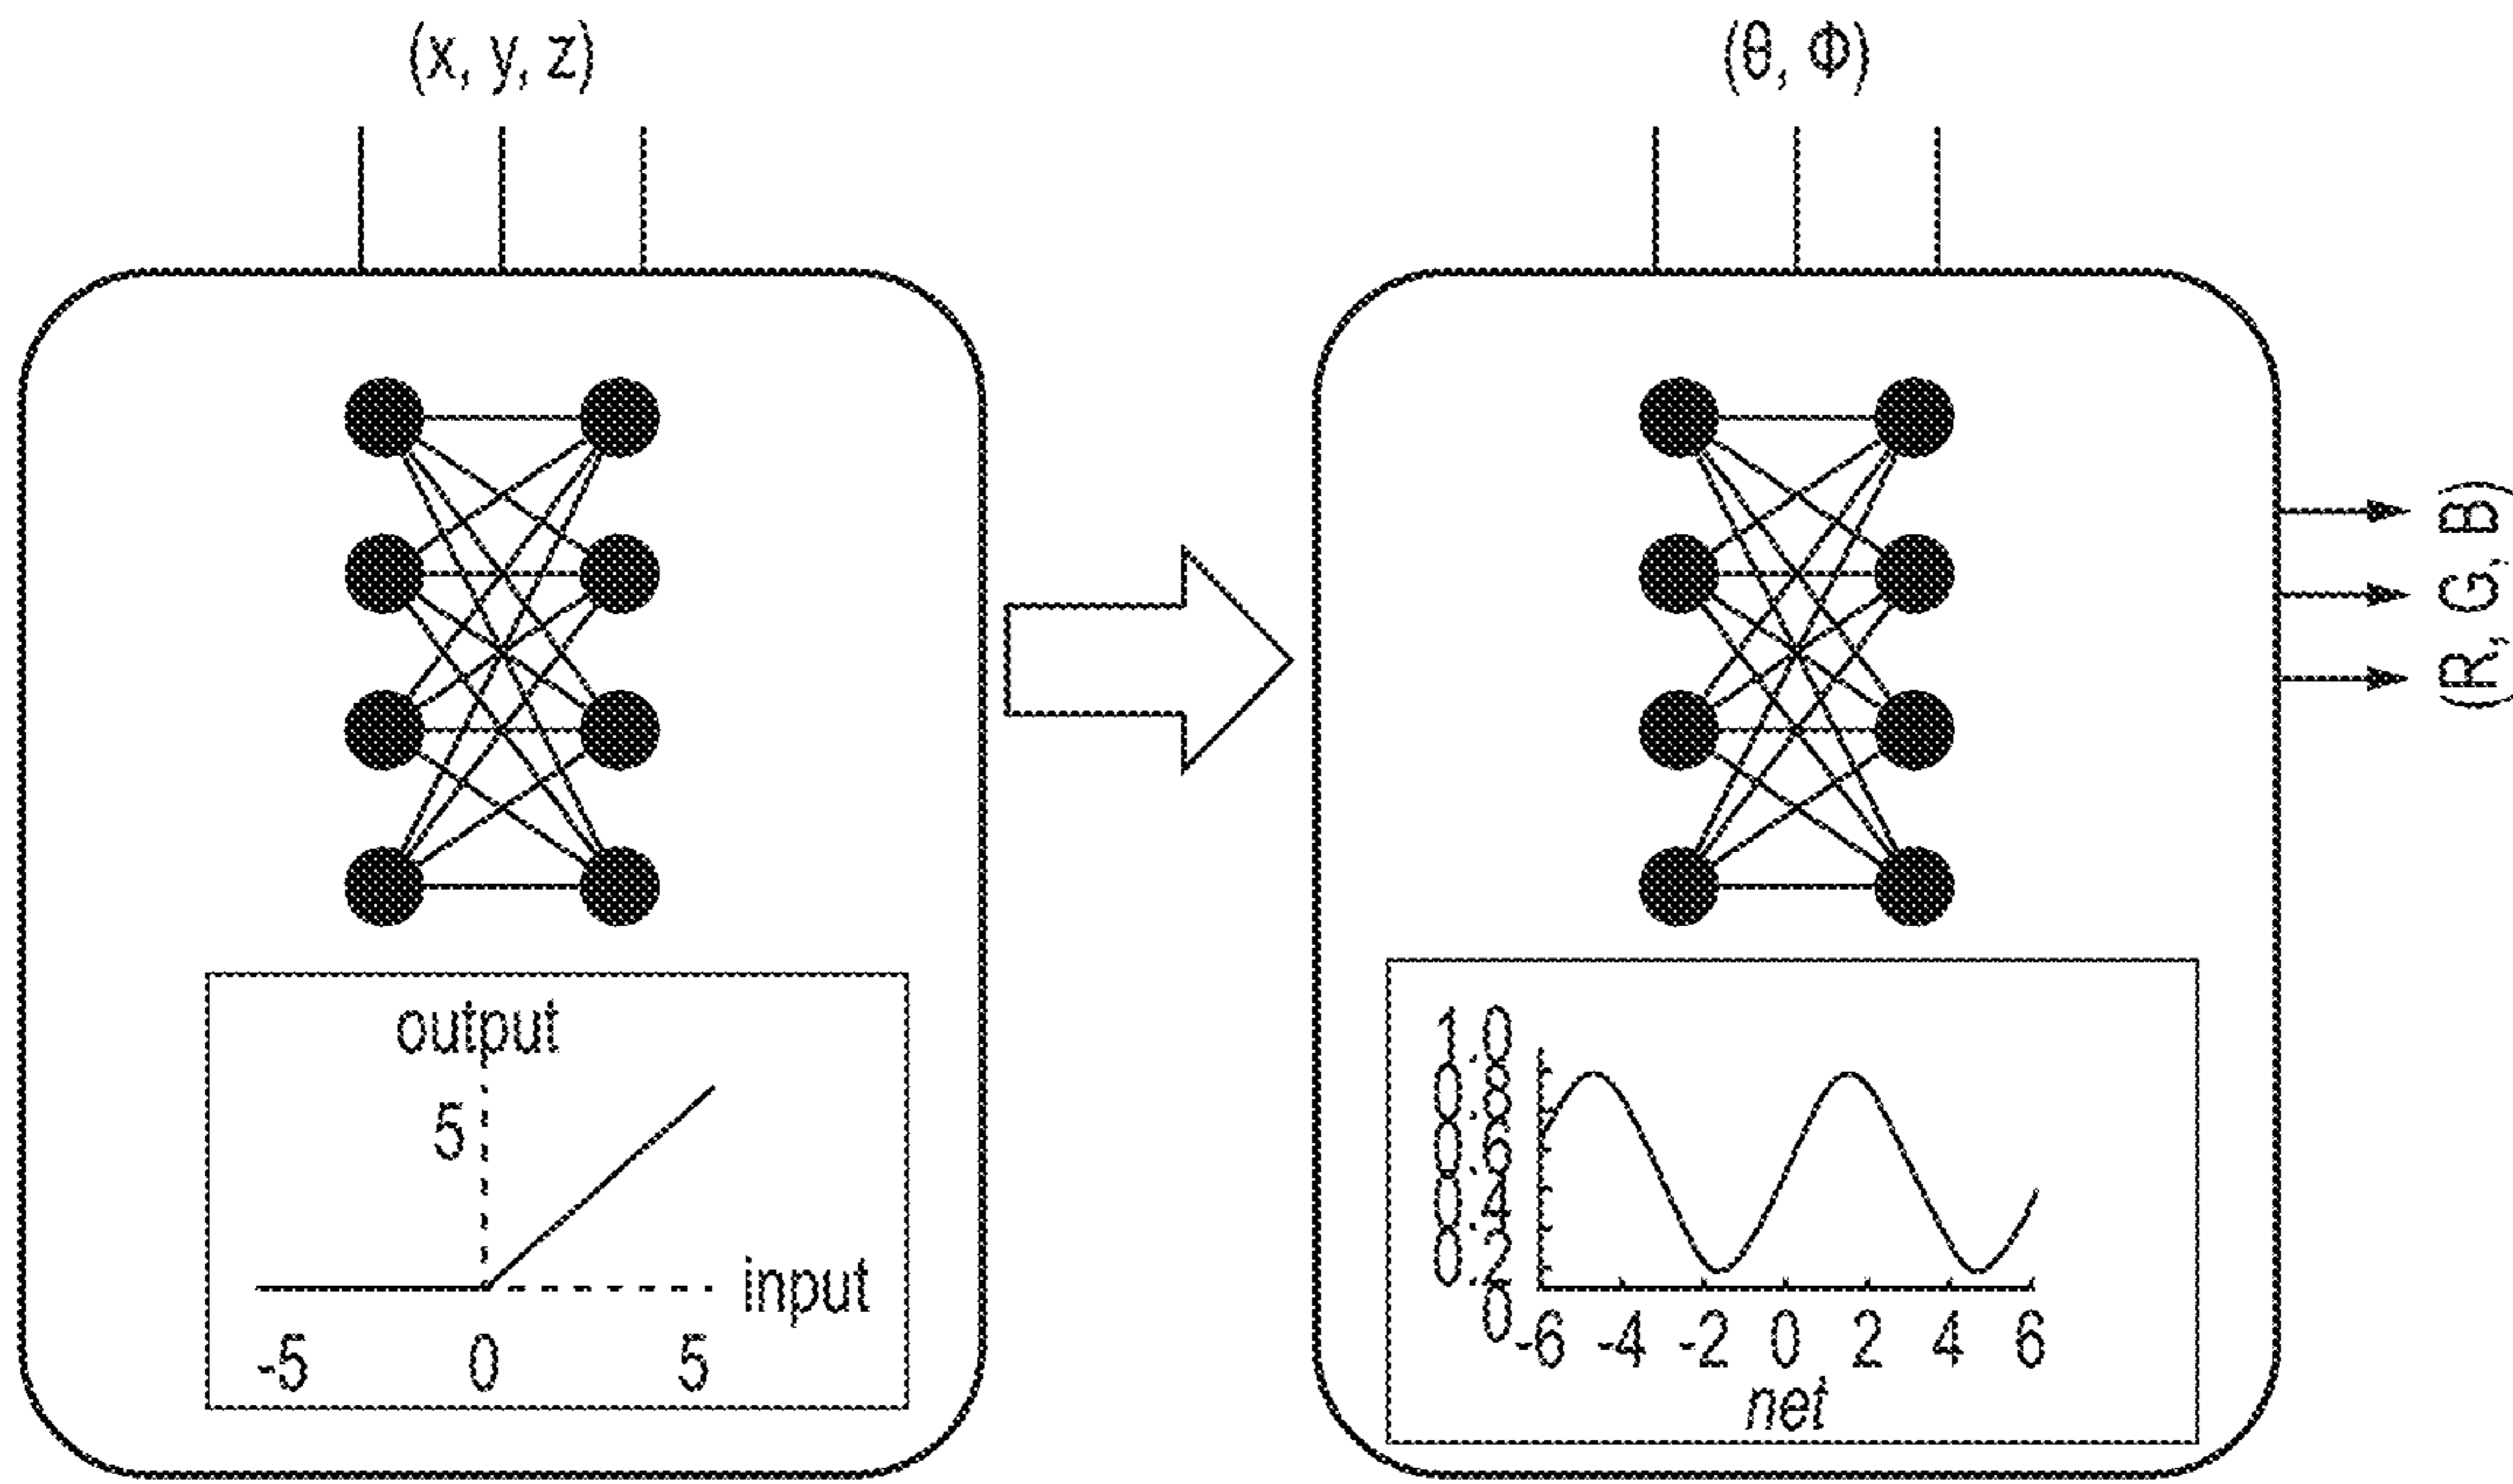 (x, y, z)
(θ, Φ)
(R, G, B)
output
5
input
-5 0 5
1.0
0.8
0.6
0.4
0.2
0
-6 -4 -2 0 2 4 6
net